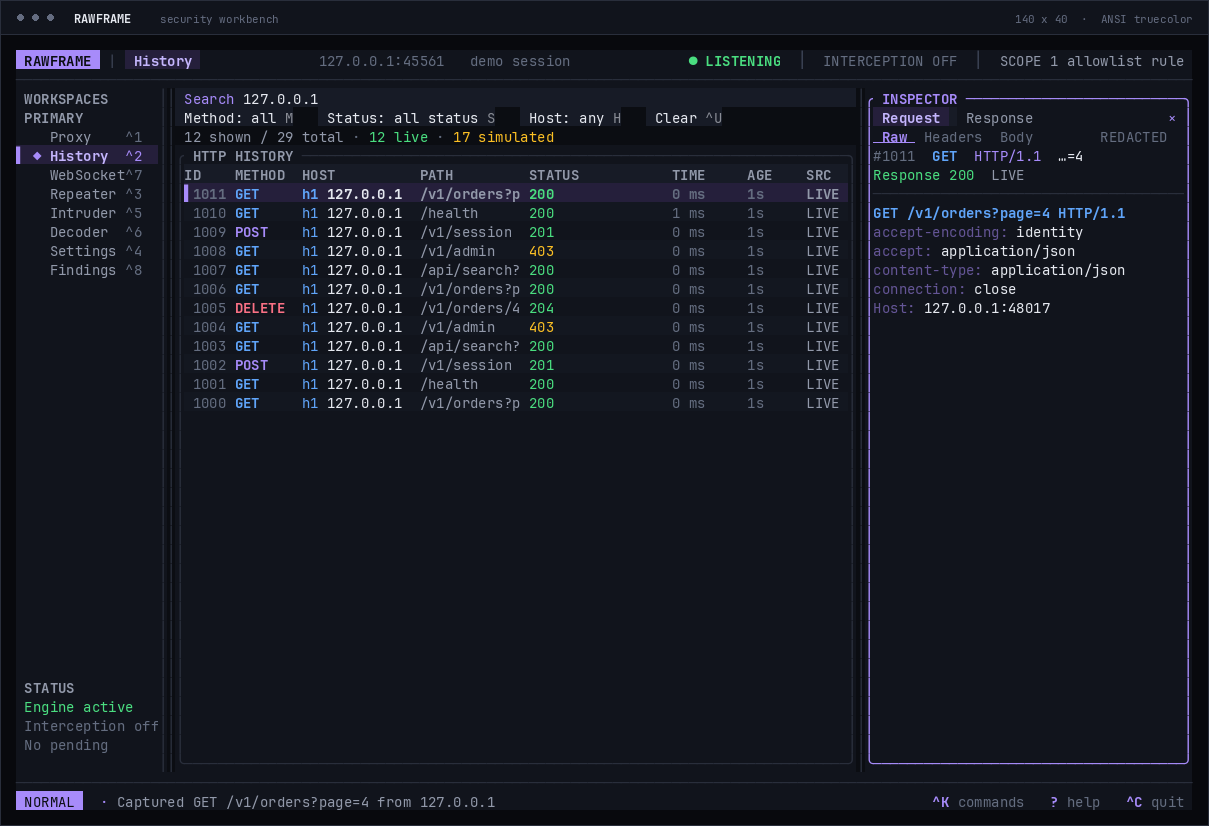 RAWFRAME security workbench 140 x 40 · ANSI truecolor
RAWFRAME | History 127.0.0.1:45561 demo session ● LISTENING │ INTERCEPTION OFF │ SCOPE 1 allowlist rule
WORKSPACES
PRIMARY
Proxy ^1
◆ History ^2
WebSocket^7
Repeater ^3
Intruder ^5
Decoder ^6
Settings ^4
Findings ^8
STATUS
Engine active
Interception off
No pending
Search 127.0.0.1
Method: all M Status: all status S Host: any H Clear ^U
12 shown / 29 total · 12 live · 17 simulated
HTTP HISTORY
ID METHOD HOST PATH STATUS TIME AGE SRC
1011 GET h1 127.0.0.1 /v1/orders?p 200 0 ms 1s LIVE
1010 GET h1 127.0.0.1 /health 200 1 ms 1s LIVE
1009 POST h1 127.0.0.1 /v1/session 201 0 ms 1s LIVE
1008 GET h1 127.0.0.1 /v1/admin 403 0 ms 1s LIVE
1007 GET h1 127.0.0.1 /api/search? 200 0 ms 1s LIVE
1006 GET h1 127.0.0.1 /v1/orders?p 200 0 ms 1s LIVE
1005 DELETE h1 127.0.0.1 /v1/orders/4 204 0 ms 1s LIVE
1004 GET h1 127.0.0.1 /v1/admin 403 0 ms 1s LIVE
1003 GET h1 127.0.0.1 /api/search? 200 0 ms 1s LIVE
1002 POST h1 127.0.0.1 /v1/session 201 0 ms 1s LIVE
1001 GET h1 127.0.0.1 /health 200 0 ms 1s LIVE
1000 GET h1 127.0.0.1 /v1/orders?p 200 0 ms 1s LIVE
INSPECTOR
Request Response ×
Raw Headers Body REDACTED
#1011 GET HTTP/1.1 …=4
Response 200 LIVE
GET /v1/orders?page=4 HTTP/1.1
accept-encoding: identity
accept: application/json
content-type: application/json
connection: close
Host: 127.0.0.1:48017
NORMAL · Captured GET /v1/orders?page=4 from 127.0.0.1 ^K commands ? help ^C quit